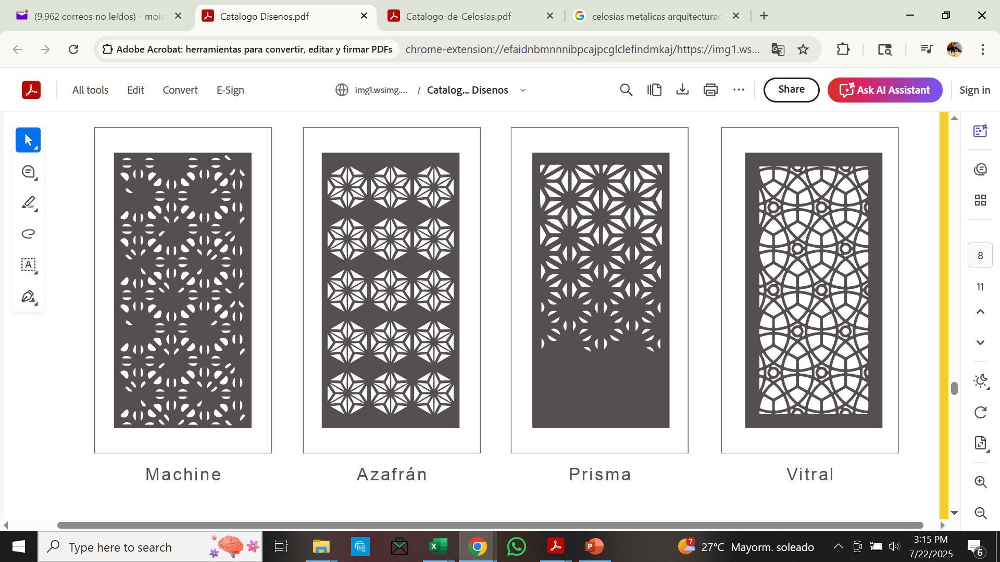 (9,962 correos no leídos) - mois
Catalogo Disenos.pdf
Catalogo-de-Celosias.pdf
celosias metalicas arquitecturac
Adobe Acrobat: herramientas para convertir, editar y firmar PDFs
chrome-extension://efaidnbmnnnibpcajpcglclefindmkaj/https://img1.ws...
All tools
Edit
Convert
E-Sign
img1.wsimg.... / Catalog... Disenos
Share
Ask AI Assistant
Sign in
8
11
Machine
Azafrán
Prisma
Vitral
Type here to search
7
27°C Mayorm. soleado
3:15 PM
7/22/2025
6